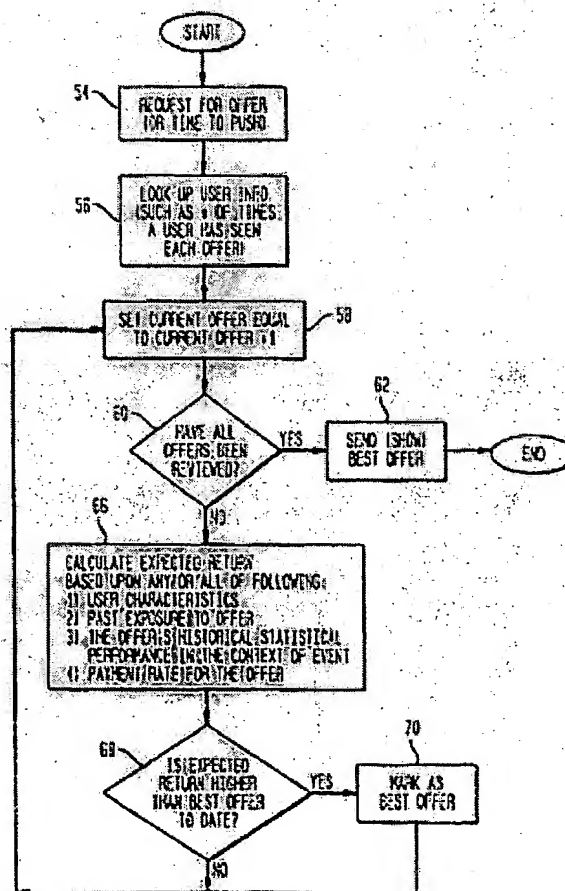 START
54
REQUEST FOR OFFER
(OR TIME TO PUSH)
56
LOOK UP USER INFO
(SUCH AS # OF TIMES
A USER HAS SEEN
EACH OFFER)
SET CURRENT OFFER EQUAL
TO CURRENT OFFER +1
58
60
HAVE ALL
OFFERS BEEN
REVIEWED?
YES
62
SEND (SHOW)
BEST OFFER
END
NO
66
CALCULATE EXPECTED RETURN
BASED UPON ANY/OR ALL OF FOLLOWING:
1) USER CHARACTERISTICS
2) PAST EXPOSURE TO OFFER
3) THE OFFER'S HISTORICAL STATISTICAL
PERFORMANCE IN THE CONTEXT OF EVENT
4) PAYMENT RATE FOR THE OFFER
IS EXPECTED
RETURN HIGHER
THAN BEST OFFER
TO DATE?
YES
70
MARK AS
BEST OFFER
NO